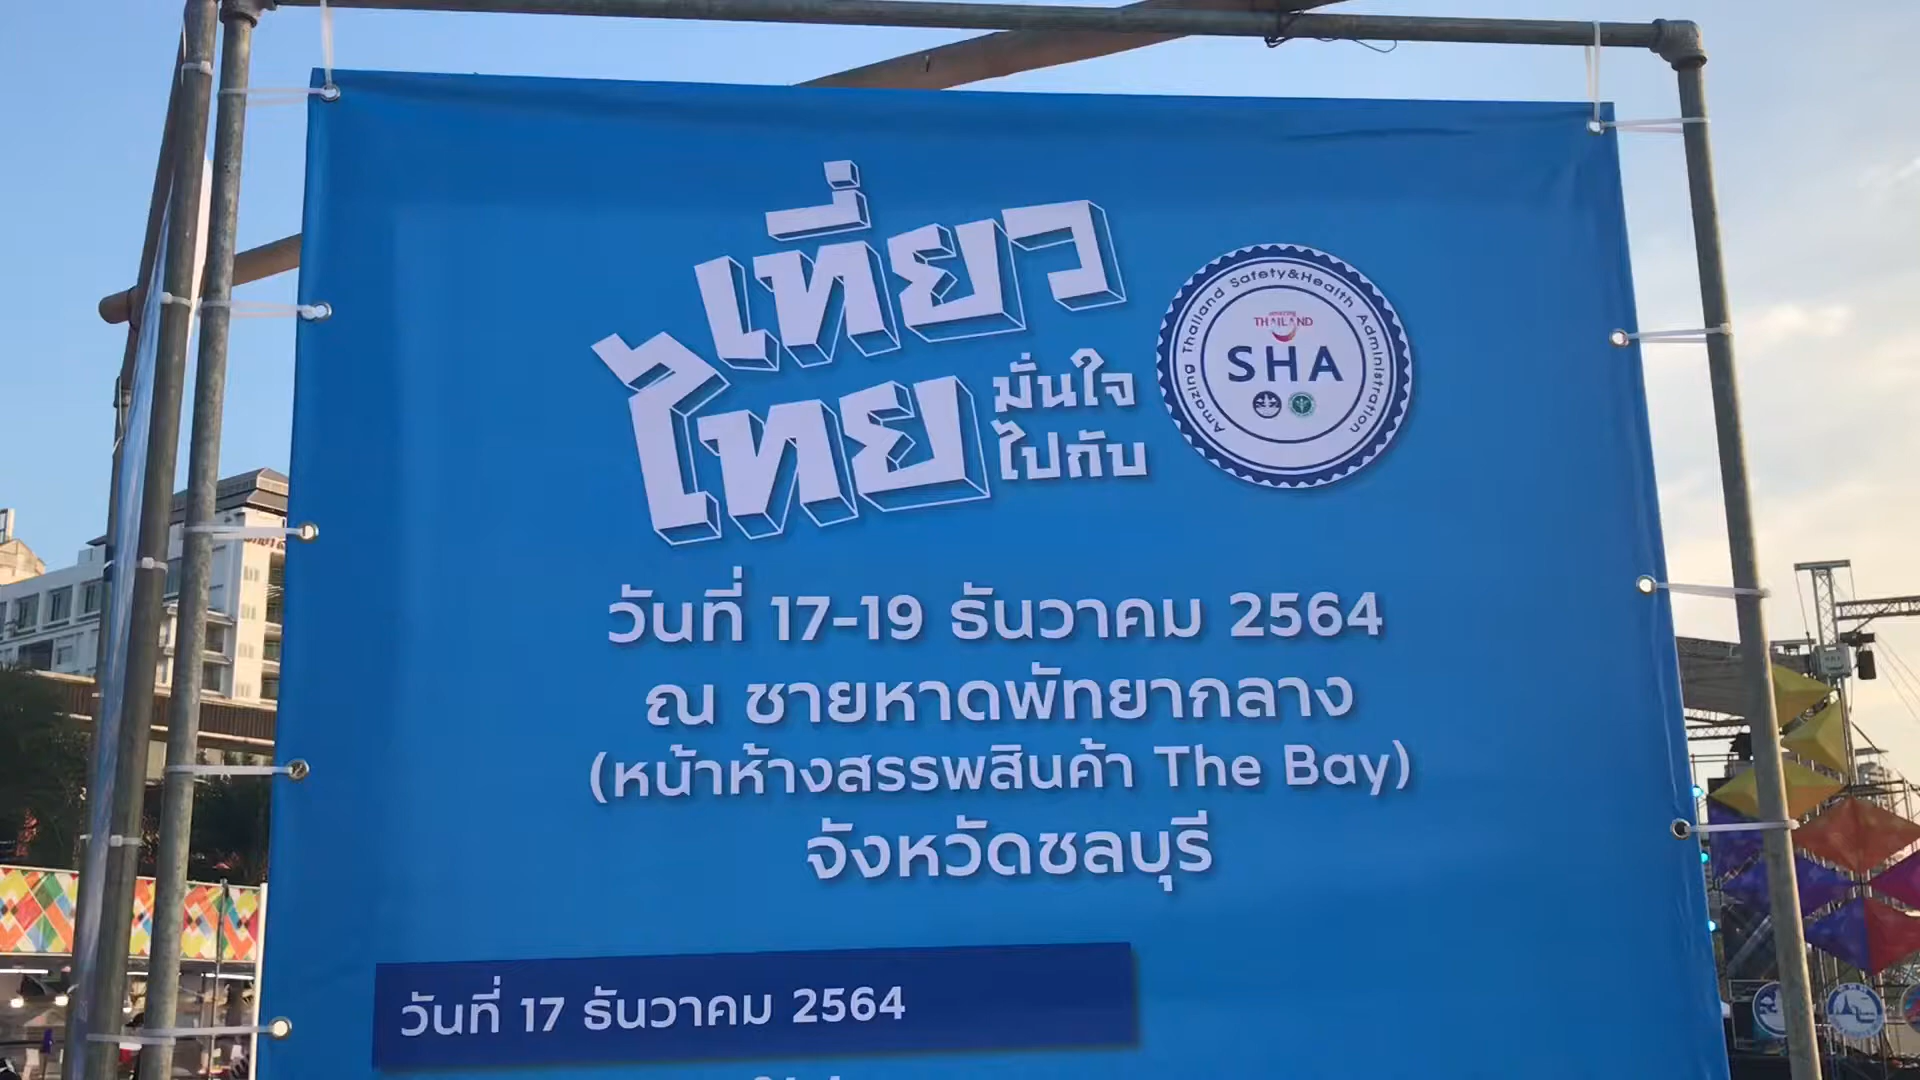 เที่ยว
ไทย
มั่นใจ
ไปกับ
Amazing Thailand Safety&Health Administration
amazing
THAILAND
SHA
วันที่ 17-19 ธันวาคม 2564
ณ ชายหาดพัทยากลาง
(หน้าห้างสรรพสินค้า The Bay)
จังหวัดชลบุรี
วันที่ 17 ธันวาคม 2564